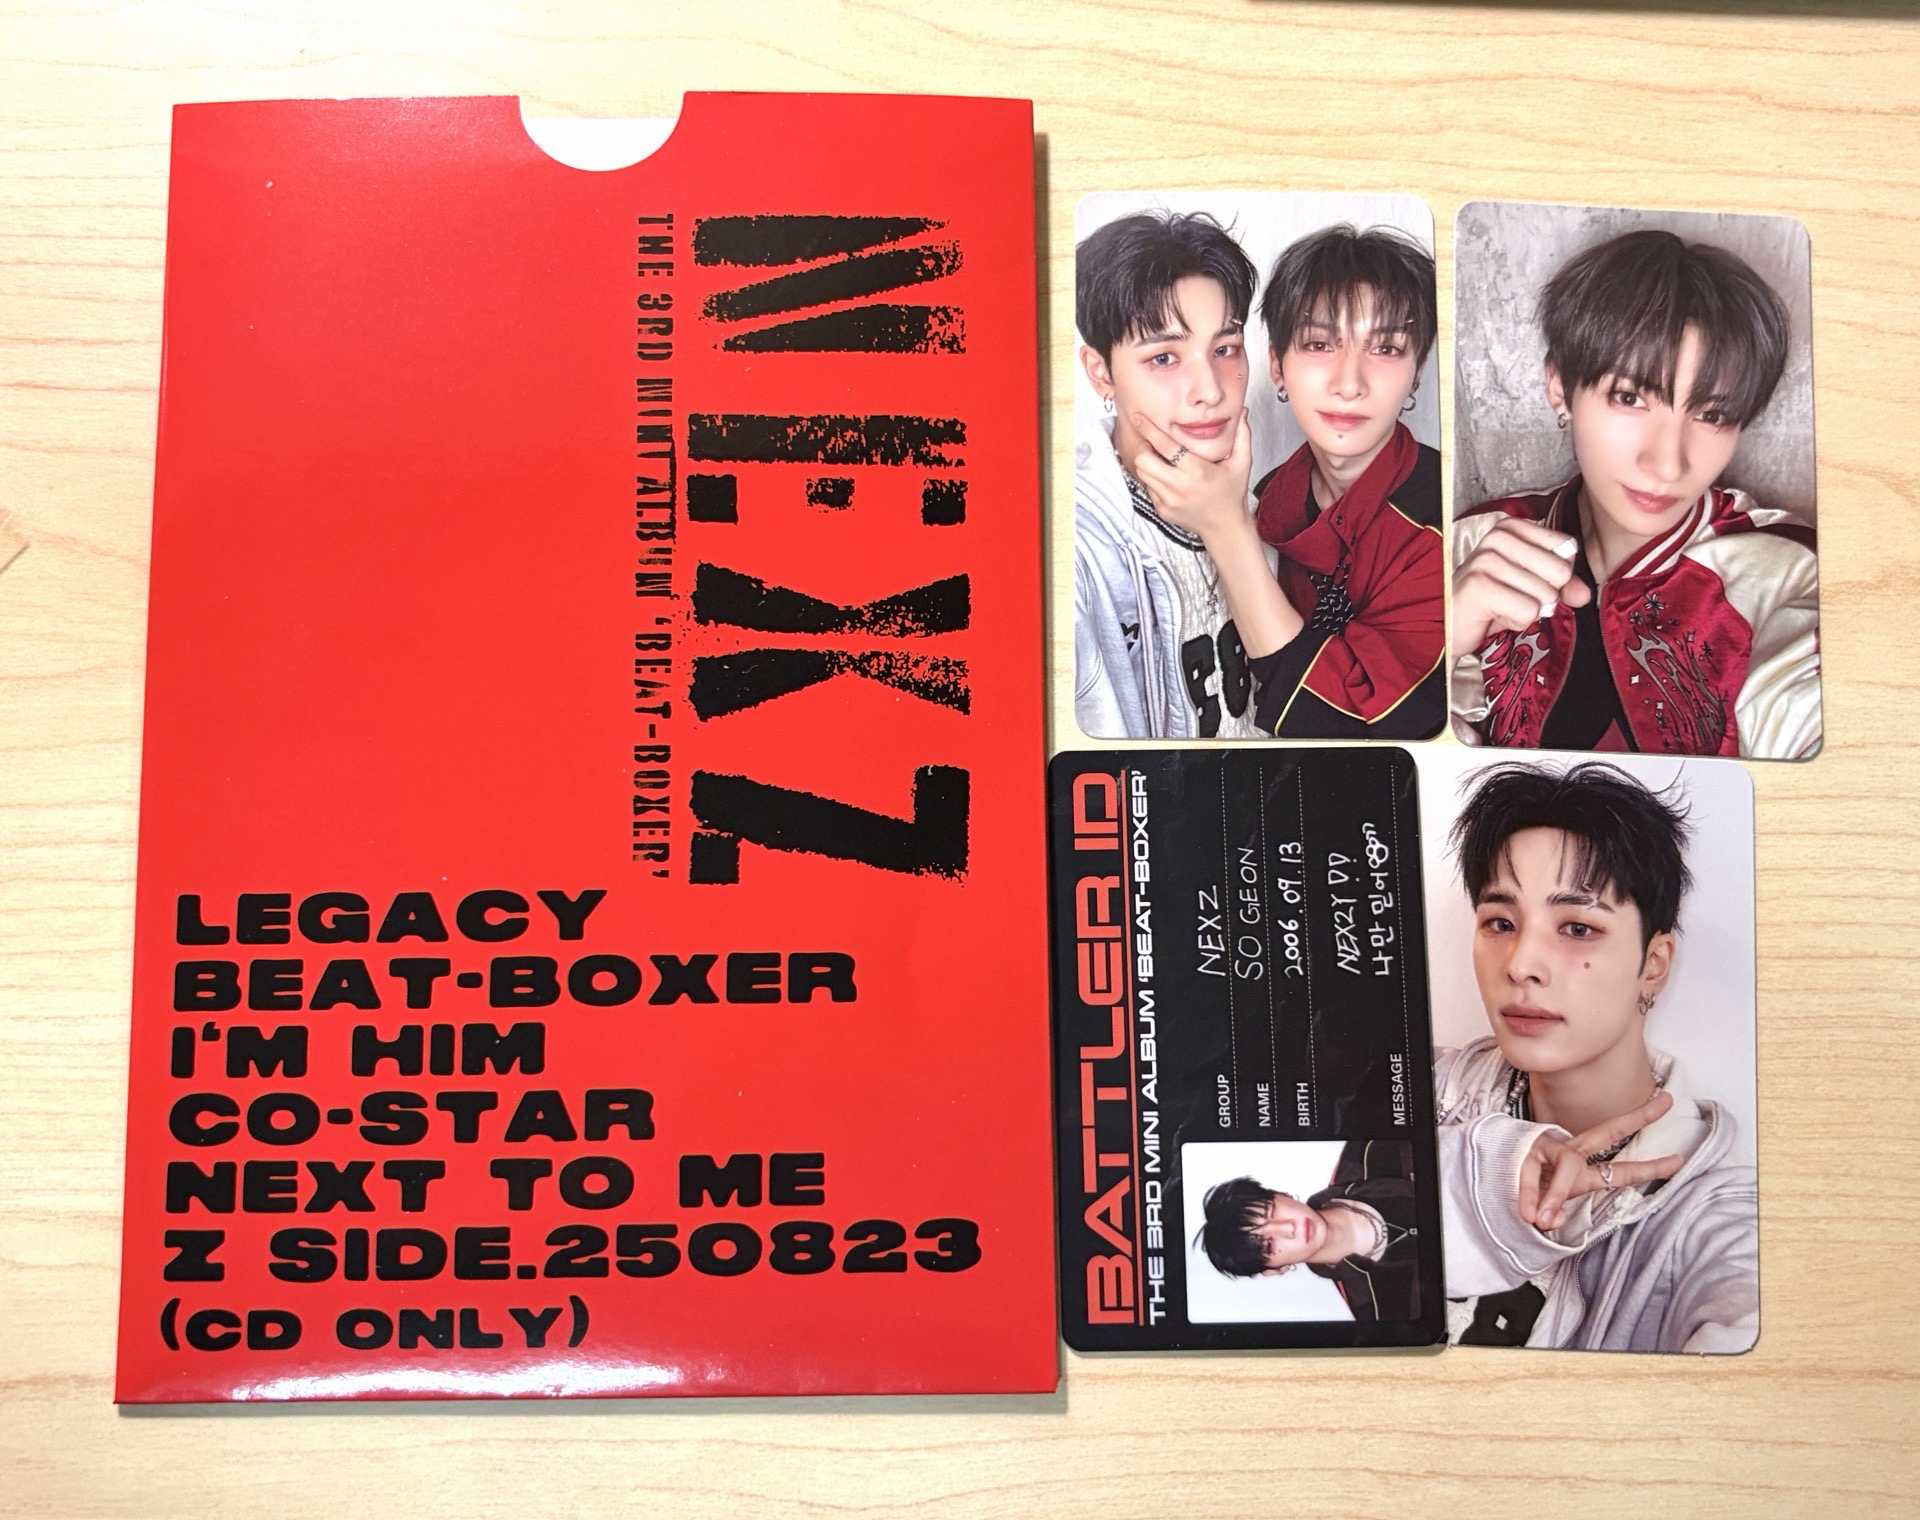 NEXZ
THE 3RD MINI ALBUM 'BEAT-BOXER'
LEGACY
BEAT-BOXER
I'M HIM
CO-STAR
NEXT TO ME
Z SIDE.250823
(CD ONLY)
BATTLER ID
THE 3RD MINI ALBUM 'BEAT-BOXER'
GROUP NEXZ
NAME SO GEON
BIRTH 2006.09.13
NEX2Y DD!
MESSAGE 나만 믿어